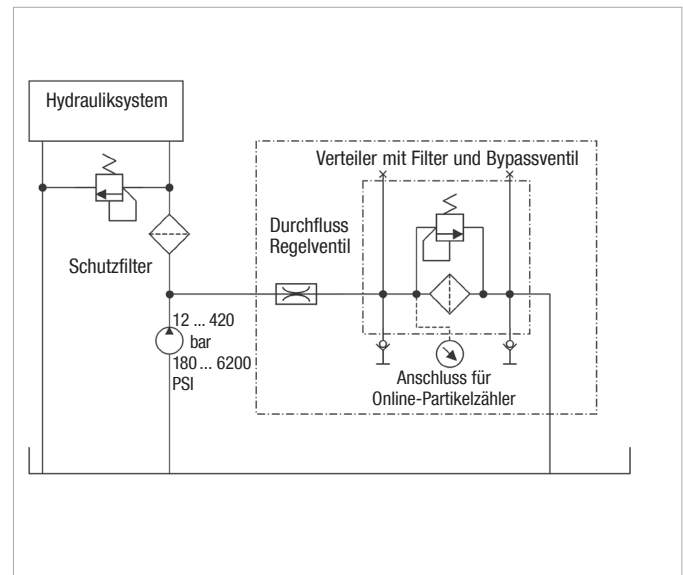 Hydrauliksystem
Verteiler mit Filter und Bypassventil
Durchfluss
Regelventil
Schutzfilter
12 ... 420
bar
180 ... 6200
PSI
Anschluss für
Online-Partikelzähler